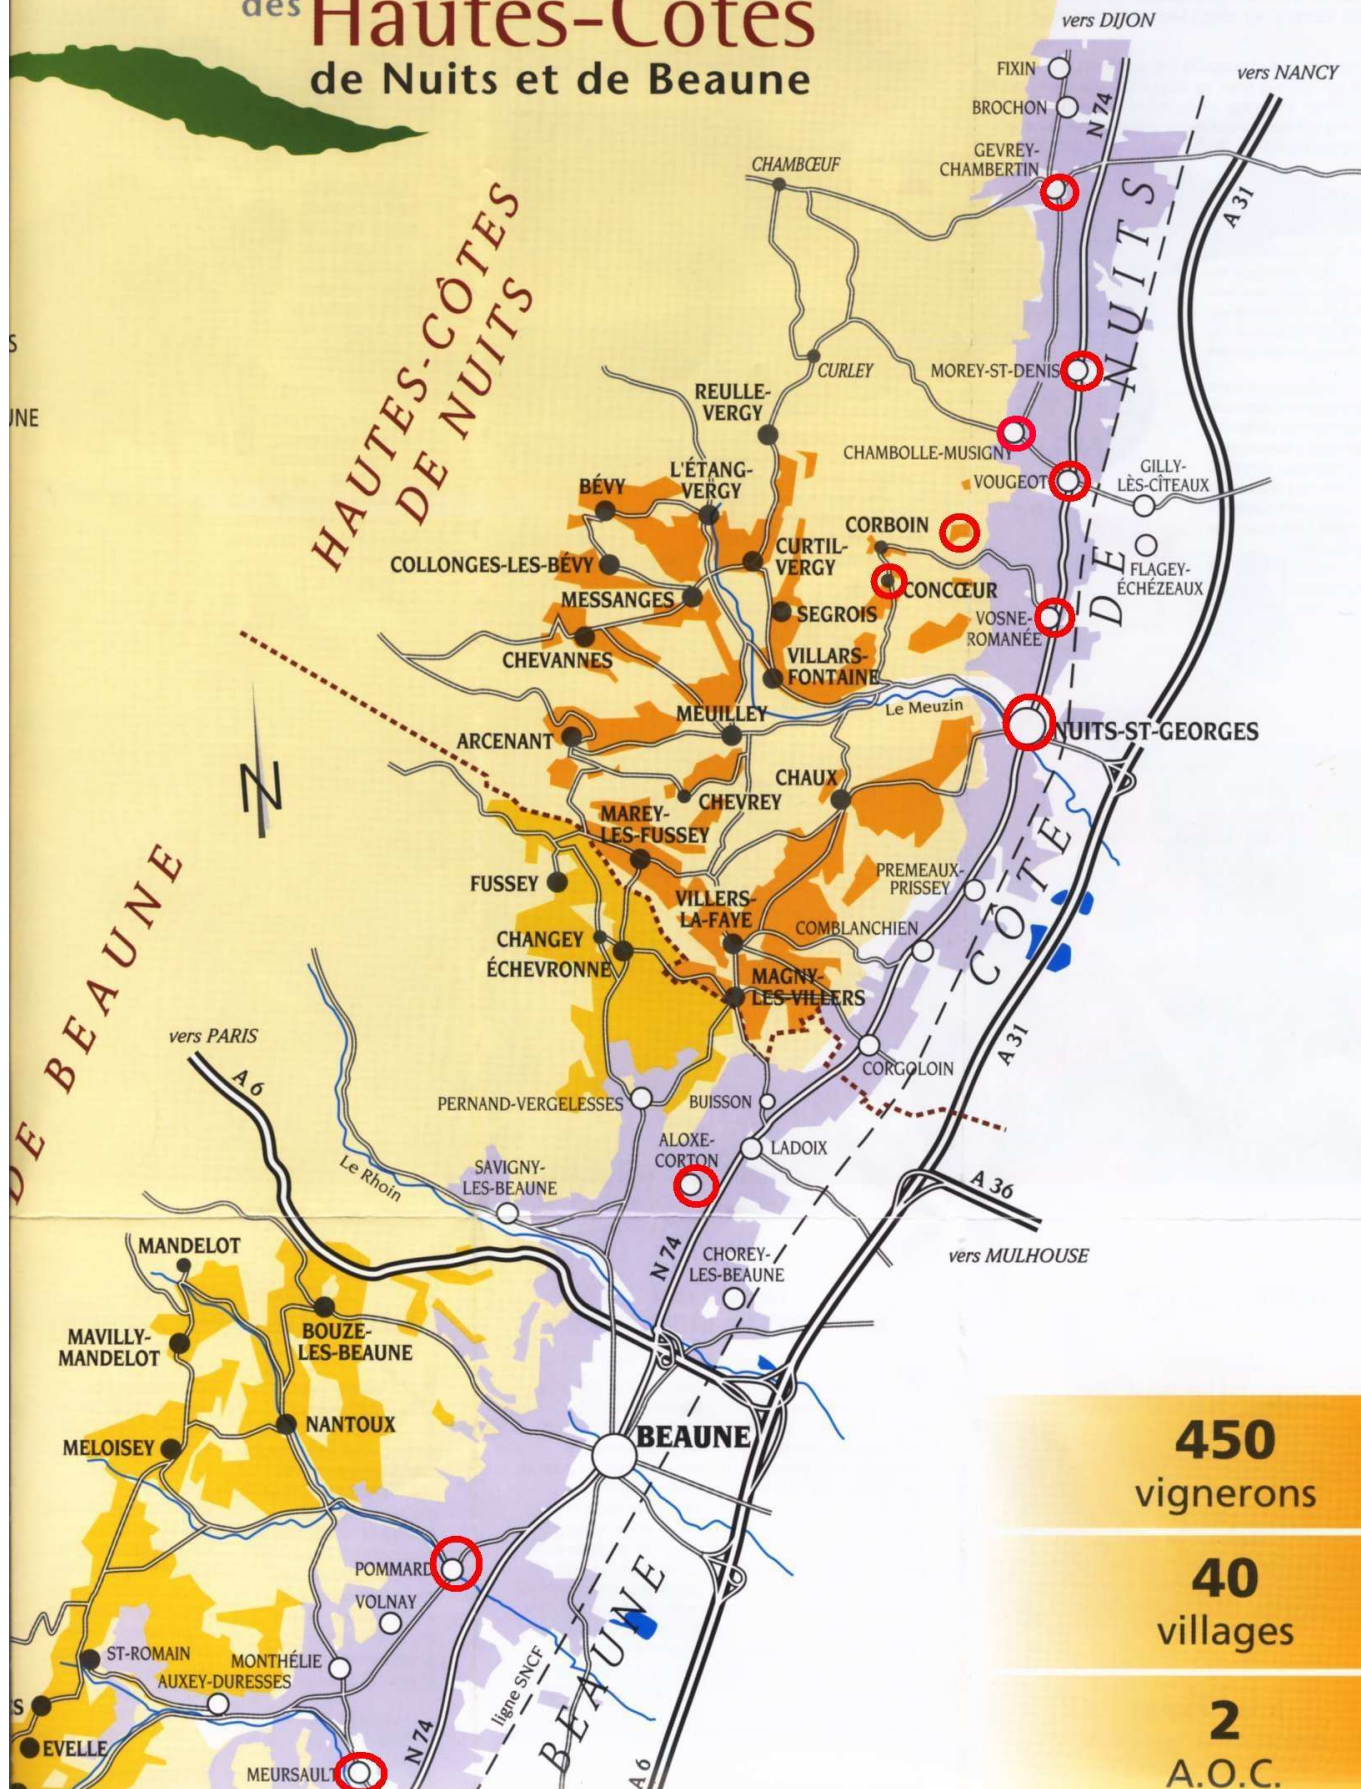 des Hautes-Côtes
de Nuits et de Beaune
vers DIJON
vers NANCY
FIXIN
BROCHON
N 74
GEVREY-
CHAMBERTIN
A 31
CHAMBŒUF
HAUTES-CÔTES
DE NUITS
CÔTE DE NUITS
S
UNE
MOREY-ST-DENIS
CURLEY
REULLE-
VERGY
CHAMBOLLE-MUSIGNY
VOUGEOT
GILLY-
LÈS-CÎTEAUX
L'ÉTANG-
VERGY
BÉVY
CORBOIN
CURTIL-
VERGY
COLLONGES-LES-BÉVY
FLAGEY-
ÉCHÉZEAUX
CONCŒUR
MESSANGES
SEGROIS
VOSNE-
ROMANÉE
CHEVANNES
VILLARS-
FONTAINE
Le Meuzin
MEUILLEY
NUITS-ST-GEORGES
ARCENANT
N
CHAUX
CHEVREY
MAREY-
LES-FUSSEY
PREMEAUX-
PRISSEY
FUSSEY
VILLERS-
LA-FAYE
COMBLANCHIEN
CHANGEY
ÉCHEVRONNE
MAGNY-
LES-VILLERS
DE BEAUNE
vers PARIS
A 6
A 31
CORGOLOIN
PERNAND-VERGELESSES
BUISSON
ALOXE-
CORTON
LADOIX
Le Rhoin
SAVIGNY-
LES-BEAUNE
A 36
vers MULHOUSE
MANDELOT
N 74
CHOREY-
LES-BEAUNE
MAVILLY-
MANDELOT
BOUZE-
LES-BEAUNE
NANTOUX
BEAUNE
MELOISEY
450
vignerons
POMMARD
VOLNAY
BEAUNE
40
villages
ST-ROMAIN
MONTHÉLIE
AUXEY-DURESSES
ligne SNCF
S
EVELLE
N 74
MEURSAULT
A 6
2
A.O.C.